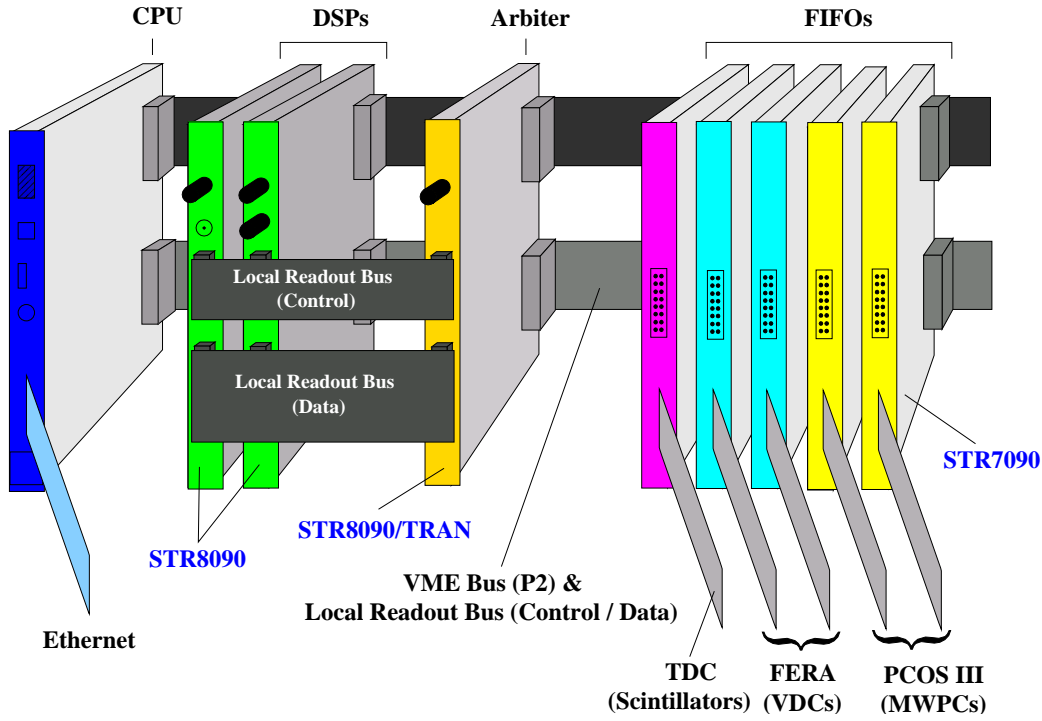 CPU
DSPs
Arbiter
FIFOs
Local Readout Bus
(Control)
Local Readout Bus
(Data)
STR7090
STR8090/TRAN
STR8090
VME Bus (P2) &
Local Readout Bus (Control / Data)
Ethernet
TDC
(Scintillators)
FERA
(VDCs)
PCOS III
(MWPCs)